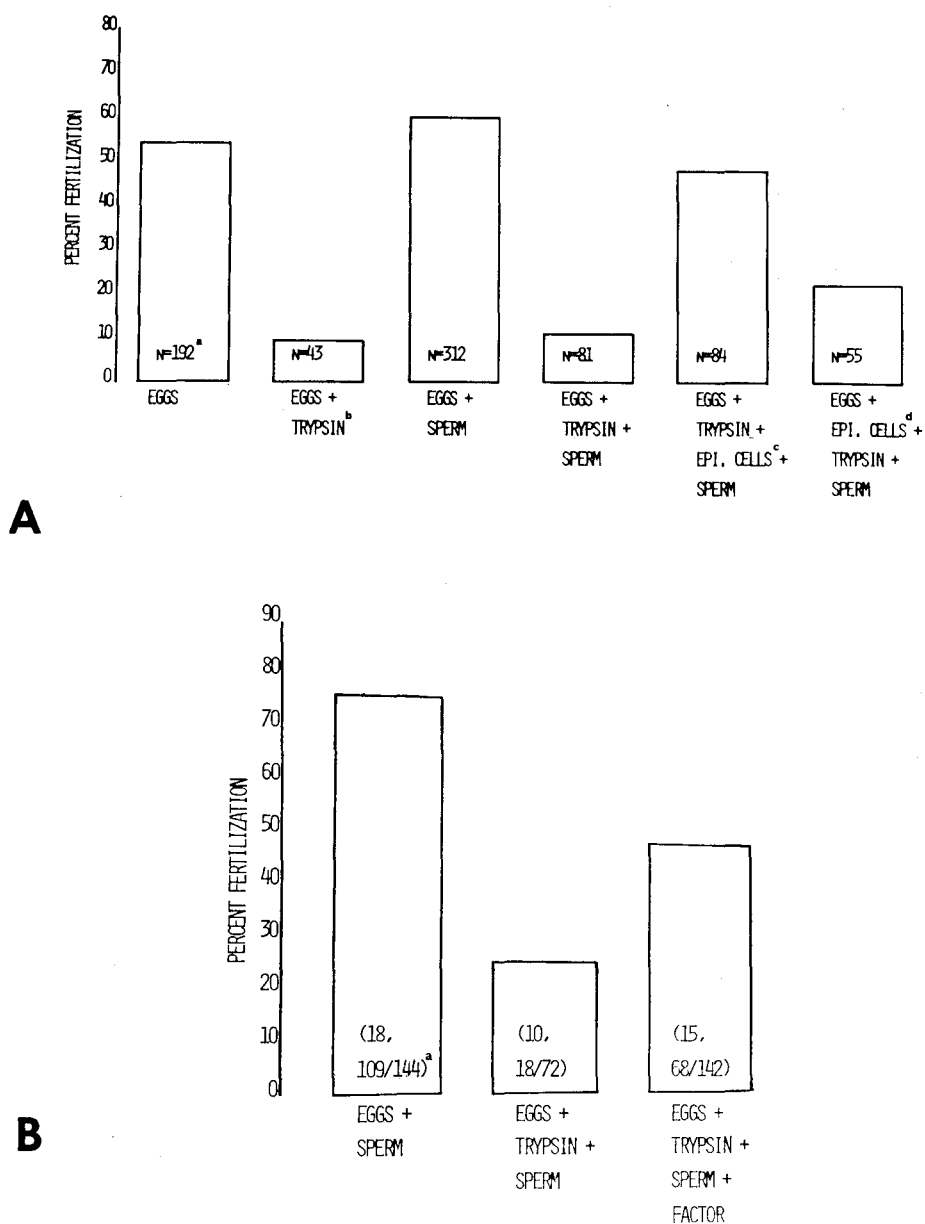 80
70
60
50
40
30
20
10
0
PERCENT FERTILIZATION
N=192ᵃ
N=43
N=312
N=81
N=84
N=55
EGGS
EGGS +
TRYPSINᵇ
EGGS +
SPERM
EGGS +
TRYPSIN +
SPERM
EGGS +
TRYPSIN +
EPI. CELLSᶜ +
SPERM
EGGS +
EPI. CELLSᵈ +
TRYPSIN +
SPERM
A
90
80
70
60
50
40
30
20
10
0
PERCENT FERTILIZATION
(18,
109/144)ᵃ
(10,
18/72)
(15,
68/142)
EGGS +
SPERM
EGGS +
TRYPSIN +
SPERM
EGGS +
TRYPSIN +
SPERM +
FACTOR
B